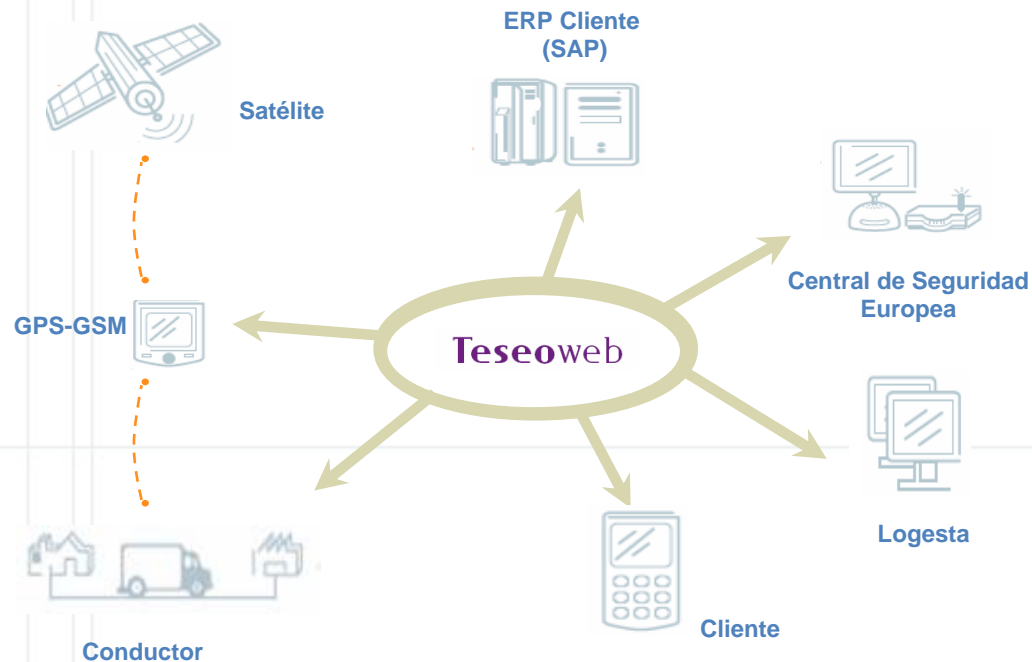 ERP Cliente
(SAP)
Satélite
Central de Seguridad
Europea
GPS-GSM
Teseoweb
Logesta
Cliente
Conductor